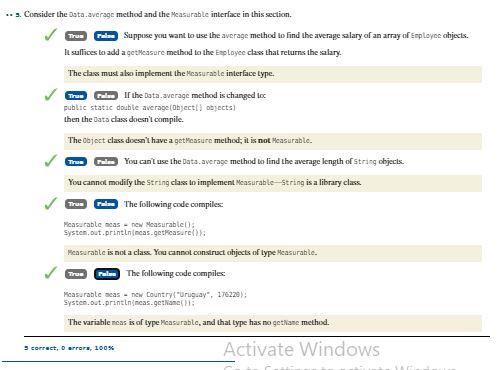 •• 3. Consider the Data.average method and the Measurable interface in this section.
True False Suppose you want to use the average method to find the average salary of an array of Employee objects.
It suffices to add a getMeasure method to the Employee class that returns the salary.
The class must also implement the Measurable interface type.
True False If the Data.average method is changed to:
public static double average(Object[] objects)
then the Data class doesn't compile.
The Object class doesn't have a getMeasure method; it is not Measurable.
True False You can't use the Data.average method to find the average length of String objects.
You cannot modify the String class to implement Measurable—String is a library class.
True False The following code compiles:
Measurable meas = new Measurable();
System.out.println(meas.getMeasure());
Measurable is not a class. You cannot construct objects of type Measurable.
True False The following code compiles:
Measurable meas = new Country("Uruguay", 176220);
System.out.println(meas.getName());
The variable meas is of type Measurable, and that type has no getName method.
5 correct, 0 errors, 100%
Activate Windows
Go to Settings to activate Windows